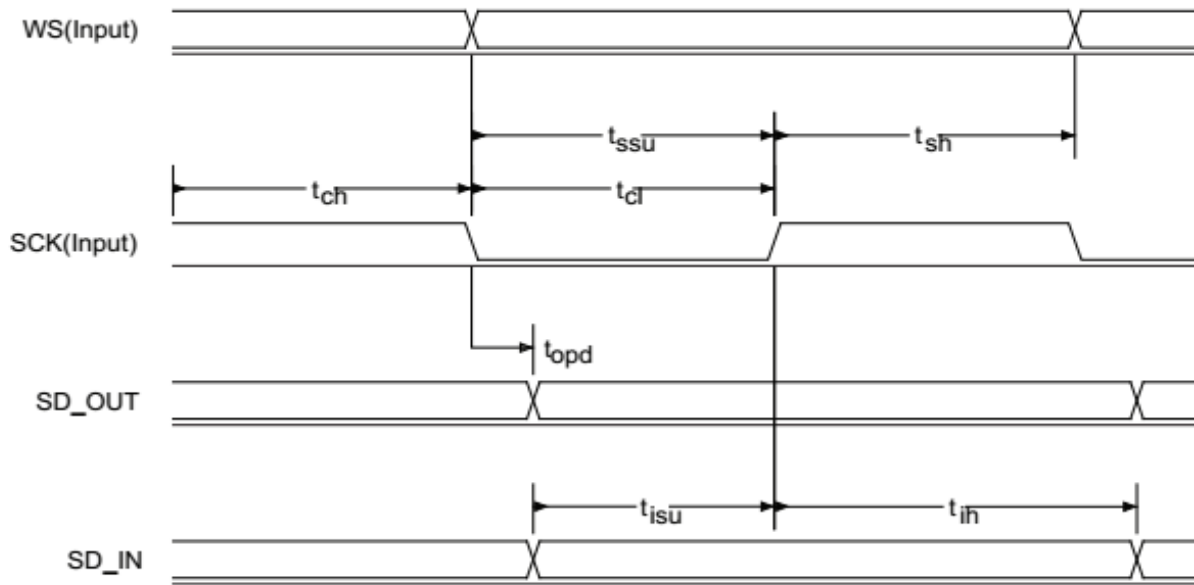 WS(Input)
tssu
tsh
tch
tcl
SCK(Input)
topd
SD_OUT
tisu
tih
SD_IN